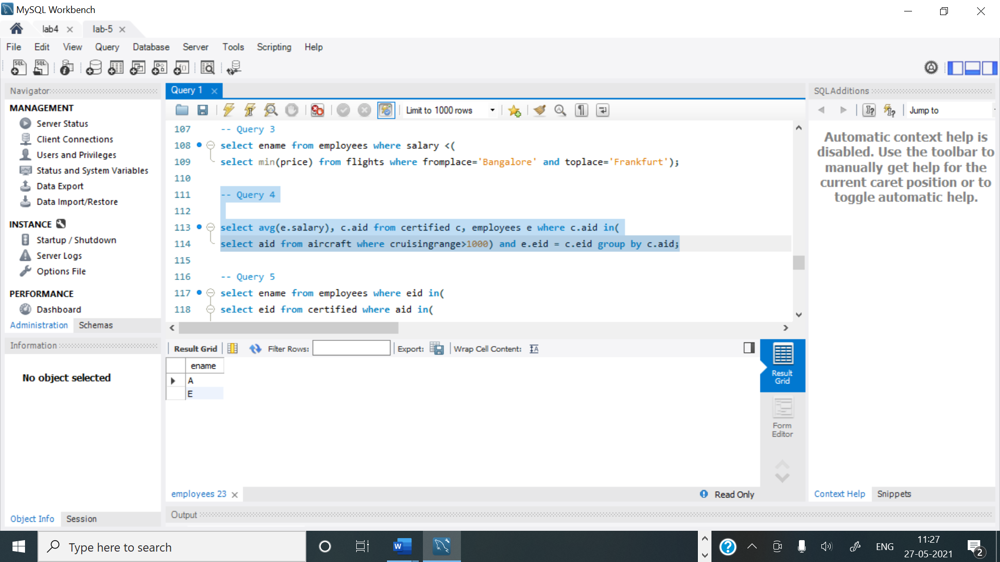 MySQL Workbench
lab4
lab-5
File Edit View Query Database Server Tools Scripting Help
Navigator
MANAGEMENT
Server Status
Client Connections
Users and Privileges
Status and System Variables
Data Export
Data Import/Restore
INSTANCE
Startup / Shutdown
Server Logs
Options File
PERFORMANCE
Dashboard
Administration Schemas
Information
No object selected
Object Info Session
Query 1
Limit to 1000 rows
107 -- Query 3
108 select ename from employees where salary <(
109 select min(price) from flights where fromplace='Bangalore' and toplace='Frankfurt');
110
111 -- Query 4
112
113 select avg(e.salary), c.aid from certified c, employees e where c.aid in(
114 select aid from aircraft where cruisingrange>1000) and e.eid = c.eid group by c.aid;
115
116 -- Query 5
117 select ename from employees where eid in(
118 select eid from certified where aid in(
Result Grid Filter Rows: Export: Wrap Cell Content:
ename
A
E
Result
Grid
Form
Editor
employees 23
Read Only
Output
SQLAdditions
Jump to
Automatic context help is
disabled. Use the toolbar to
manually get help for the
current caret position or to
toggle automatic help.
Context Help Snippets
Type here to search
ENG
11:27
27-05-2021
2